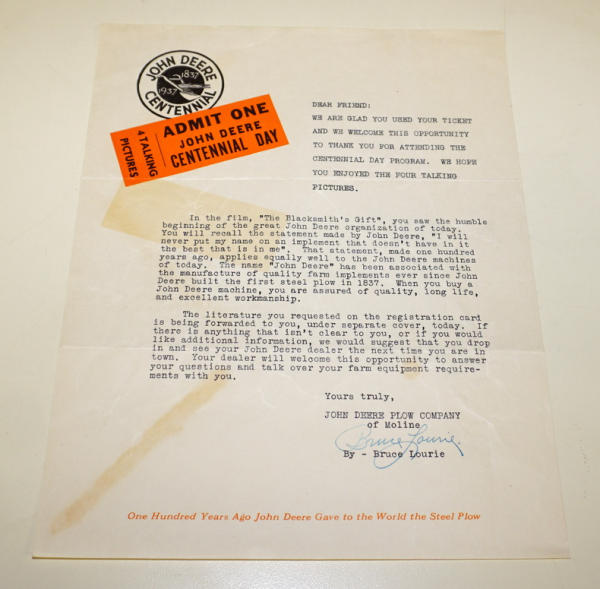 JOHN DEERE
1837
1937
CENTENNIAL
4 TALKING
PICTURES
ADMIT ONE
JOHN DEERE
CENTENNIAL DAY
DEAR FRIEND:
WE ARE GLAD YOU USED YOUR TICKET
AND WE WELCOME THIS OPPORTUNITY
TO THANK YOU FOR ATTENDING THE
CENTENNIAL DAY PROGRAM. WE HOPE
YOU ENJOYED THE FOUR TALKING
PICTURES.
In the film, "The Blacksmith's Gift", you saw the humble
beginning of the great John Deere organization of today.
You will recall the statement made by John Deere, "I will
never put my name on an implement that doesn't have in it
the best that is in me". That statement, made one hundred
years ago, applies equally well to the John Deere machines
of today. The name "John Deere" has been associated with
the manufacture of quality farm implements ever since John
Deere built the first steel plow in 1837. When you buy a
John Deere machine, you are assured of quality, long life,
and excellent workmanship.
The literature you requested on the registration card
is being forwarded to you, under separate cover, today. If
there is anything that isn't clear to you, or if you would
like additional information, we would suggest that you drop
in and see your John Deere dealer the next time you are in
town. Your dealer will welcome this opportunity to answer
your questions and talk over your farm equipment require-
ments with you.
Yours truly,
JOHN DEERE PLOW COMPANY
of Moline
Bruce Lourie.
By - Bruce Lourie
One Hundred Years Ago John Deere Gave to the World the Steel Plow